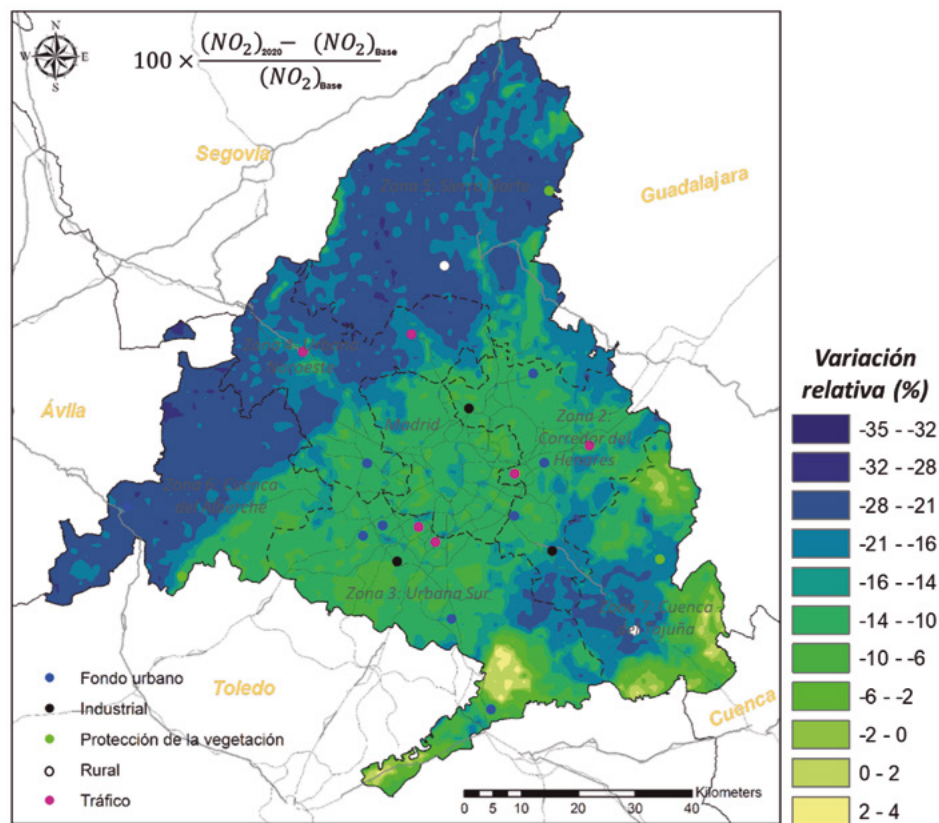 N
W E
S
100 × (NO₂)₂₀₂₀ − (NO₂)Base
(NO₂)Base
Segovia
Guadalajara
Zona 5: Sierra Norte
Ávila
Noroeste
Madrid
Zona 2:
Corredor del
Henares
Zona 3: Urbana Sur
Cuenca
Toledo
Cuenca
Fondo urbano
Industrial
Protección de la vegetación
Rural
Tráfico
Kilometers
0 5 10 20 30 40
Variación
relativa (%)
-35 - -32
-32 - -28
-28 - -21
-21 - -16
-16 - -14
-14 - -10
-10 - -6
-6 - -2
-2 - 0
0 - 2
2 - 4